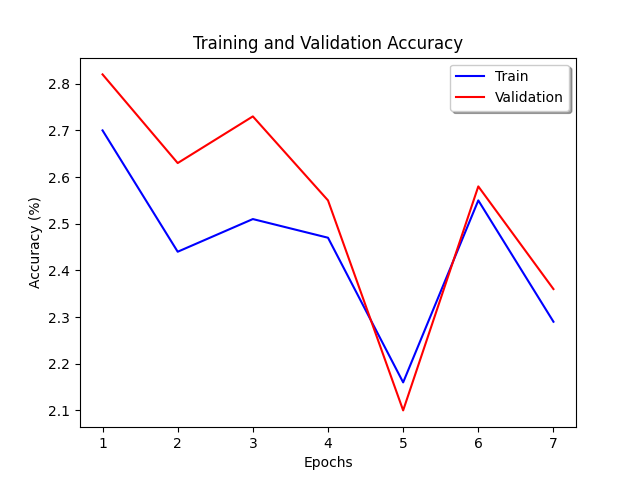 Training and Validation Accuracy
Train
Validation
2.8
2.7
2.6
2.5
2.4
2.3
2.2
2.1
Accuracy (%)
1 2 3 4 5 6 7
Epochs